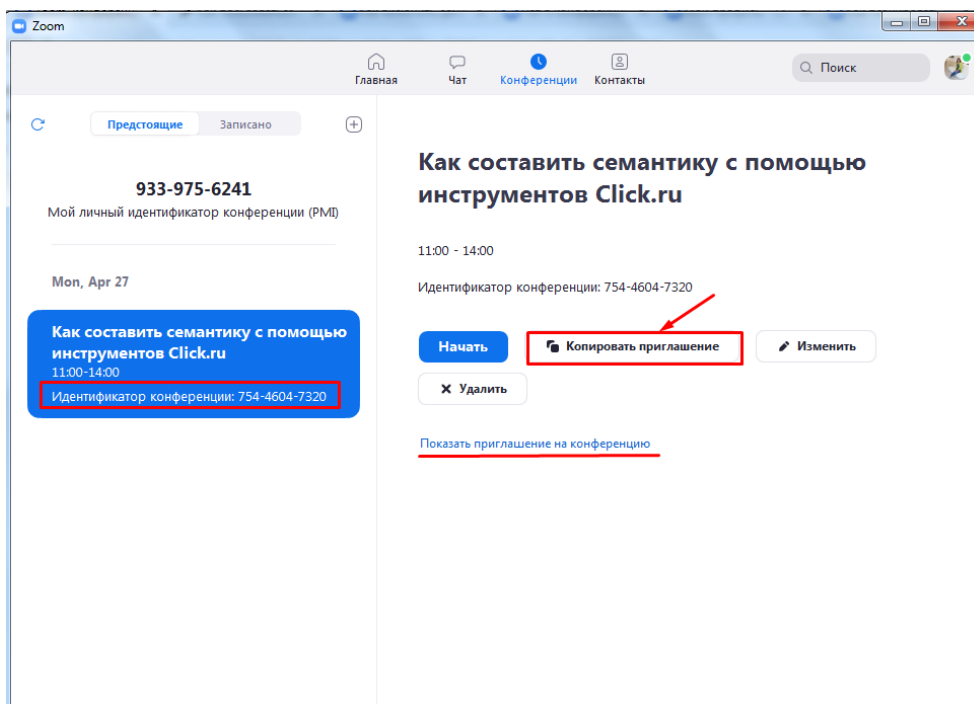 Zoom
Главная
Чат
Конференции
Контакты
Поиск
Предстоящие
Записано
933-975-6241
Мой личный идентификатор конференции (PMI)
Mon, Apr 27
Как составить семантику с помощью
инструментов Click.ru
11:00-14:00
Идентификатор конференции: 754-4604-7320
Как составить семантику с помощью
инструментов Click.ru
11:00 - 14:00
Идентификатор конференции: 754-4604-7320
Начать
Копировать приглашение
Изменить
Удалить
Показать приглашение на конференцию